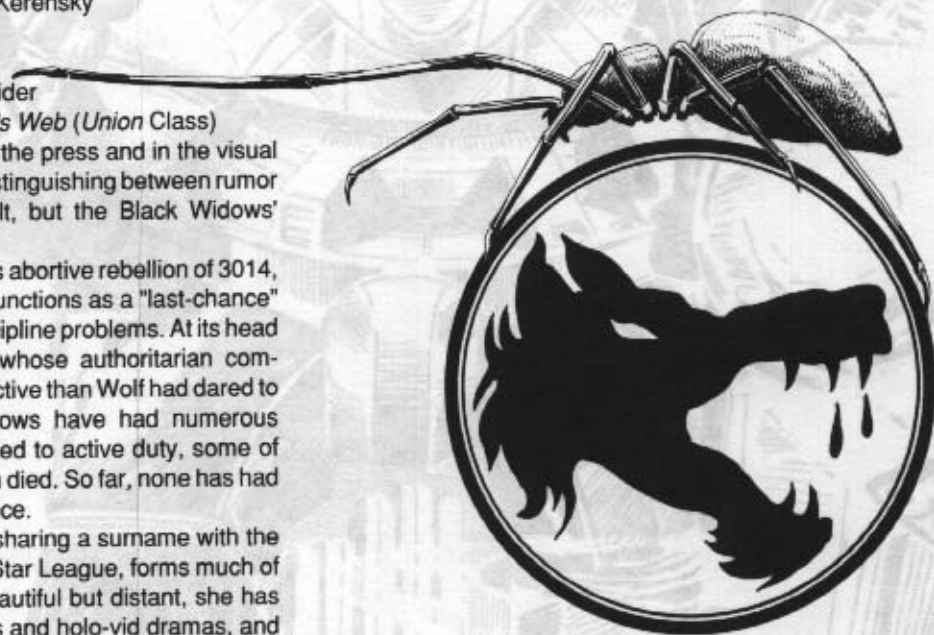 Kerensky
ider
's Web (Union Class)
the press and in the visual
stinguishing between rumor
lt, but the Black Widows'
s abortive rebellion of 3014,
unctions as a "last-chance"
cipline problems. At its head
whose authoritarian com-
ctive than Wolf had dared to
ows have had numerous
ed to active duty, some of
n died. So far, none has had
ce.
sharing a surname with the
Star League, forms much of
eautiful but distant, she has
s and holo-vid dramas, and